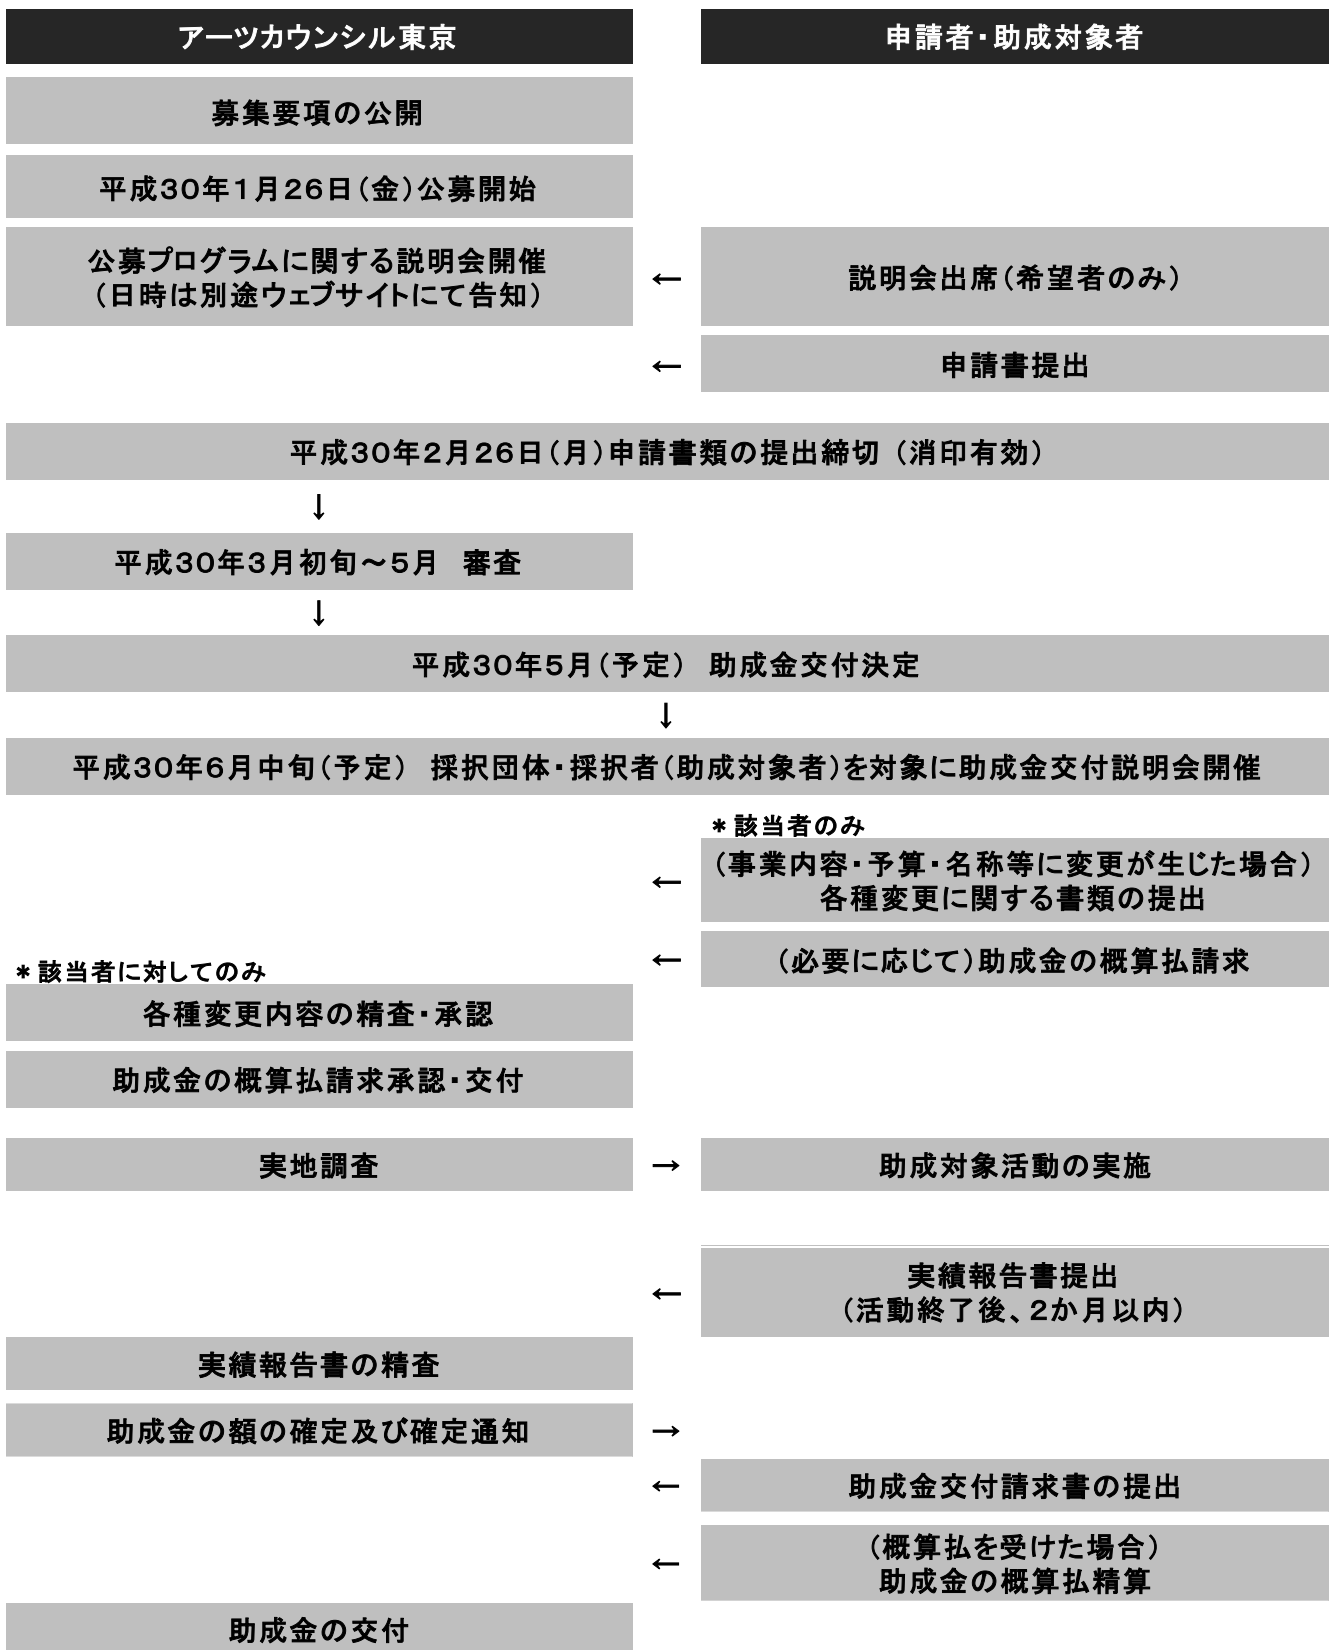 アーツカウンシル東京
申請者・助成対象者
募集要項の公開
平成30年1月26日(金)公募開始
公募プログラムに関する説明会開催
(日時は別途ウェブサイトにて告知)
← 説明会出席(希望者のみ)
← 申請書提出
平成30年2月26日(月)申請書類の提出締切(消印有効)
↓
平成30年3月初旬～5月 審査
↓
平成30年5月(予定) 助成金交付決定
↓
平成30年6月中旬(予定) 採択団体・採択者(助成対象者)を対象に助成金交付説明会開催
*該当者のみ
(事業内容・予算・名称等に変更が生じた場合)
← 各種変更に関する書類の提出
← (必要に応じて)助成金の概算払請求
*該当者に対してのみ
各種変更内容の精査・承認
助成金の概算払請求承認・交付
実地調査 → 助成対象活動の実施
← 実績報告書提出
(活動終了後、2か月以内)
実績報告書の精査
助成金の額の確定及び確定通知 →
← 助成金交付請求書の提出
(概算払を受けた場合)
← 助成金の概算払精算
助成金の交付